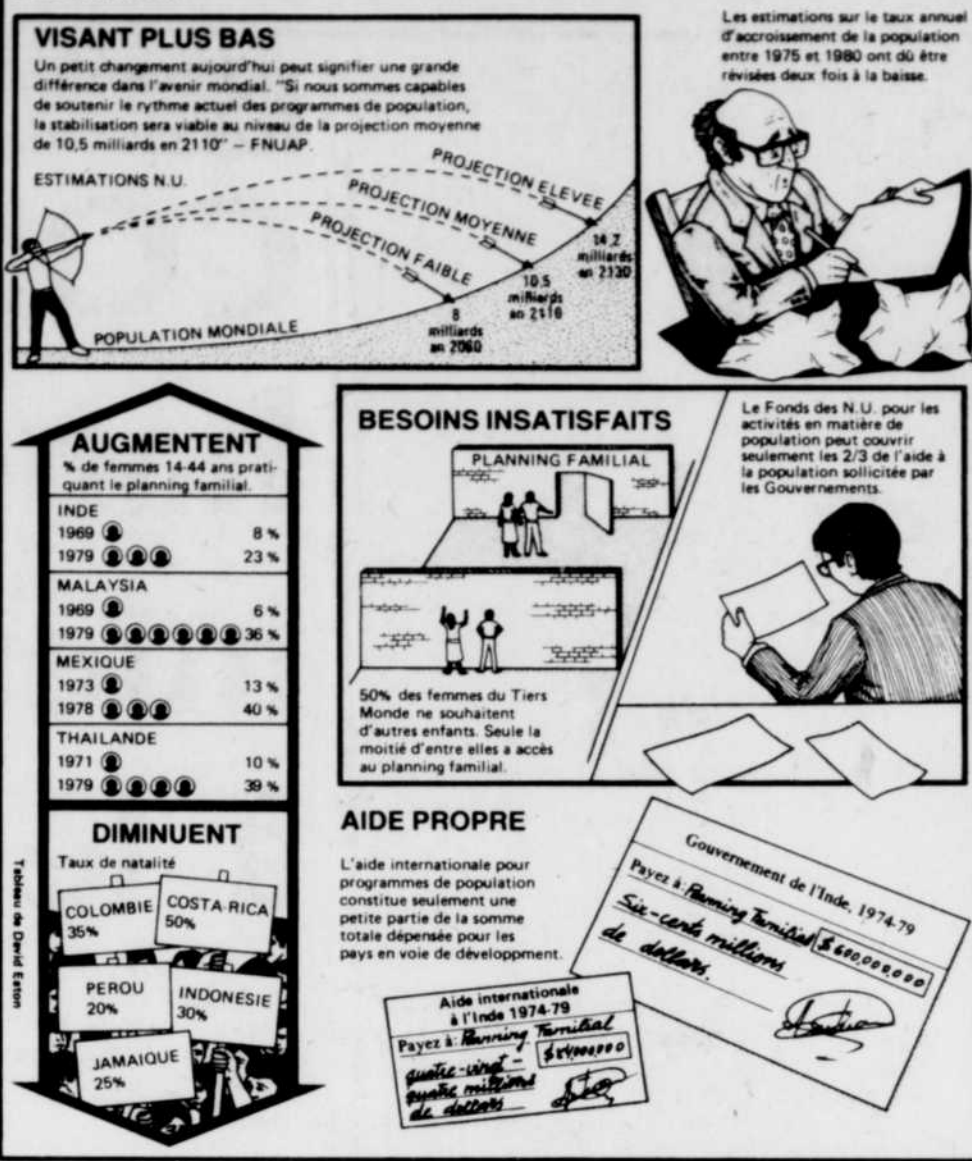 VISANT PLUS BAS
Un petit changement aujourd'hui peut signifier une grande
différence dans l'avenir mondial. "Si nous sommes capables
de soutenir le rythme actuel des programmes de population,
la stabilisation sera viable au niveau de la projection moyenne
de 10,5 milliards en 2110" — FNUAP.
ESTIMATIONS N.U.
PROJECTION ELEVEE
PROJECTION MOYENNE
PROJECTION FAIBLE
14,2
milliards
en 2130
10,5
milliards
en 2110
8
milliards
en 2060
POPULATION MONDIALE
Les estimations sur le taux annuel
d'accroissement de la population
entre 1975 et 1980 ont dû être
révisées deux fois à la baisse.
AUGMENTENT
% de femmes 14-44 ans prati-
quant le planning familial.
INDE
1969 8 %
1979 23 %
MALAYSIA
1969 6 %
1979 36 %
MEXIQUE
1973 13 %
1978 40 %
THAILANDE
1971 10 %
1979 39 %
DIMINUENT
Taux de natalité
COLOMBIE
35%
COSTA-RICA
50%
PEROU
20%
INDONESIE
30%
JAMAIQUE
25%
Tableau de David Eaton
BESOINS INSATISFAITS
PLANNING FAMILIAL
50% des femmes du Tiers
Monde ne souhaitent
d'autres enfants. Seule la
moitié d'entre elles a accès
au planning familial.
Le Fonds des N.U. pour les
activités en matière de
population peut couvrir
seulement les 2/3 de l'aide à
la population sollicitée par
les Gouvernements.
AIDE PROPRE
L'aide internationale pour
programmes de population
constitue seulement une
petite partie de la somme
totale dépensée pour les
pays en voie de développment.
Aide internationale
à l'Inde 1974-79
Payez à: Planning Familial
$84,000,000
quatre-vingt-
quatre millions
de dollars
Gouvernement de l'Inde, 1974-79
Payez à: Planning Familial $600,000,000
Six-cents millions
de dollars.